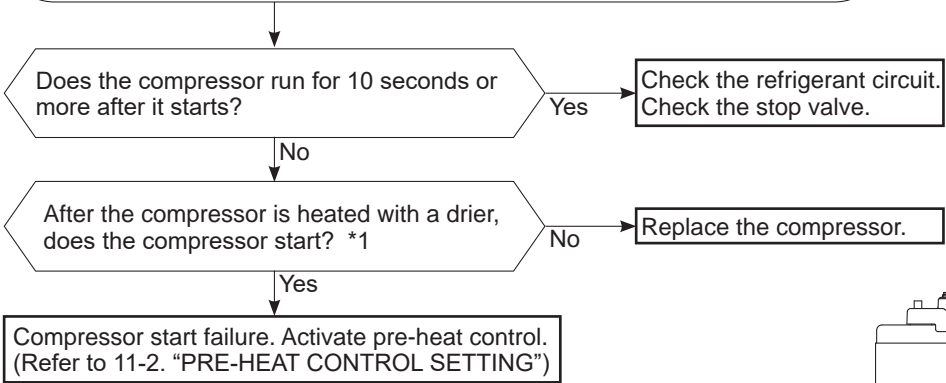 Does the compressor run for 10 seconds or
more after it starts?
Yes
Check the refrigerant circuit.
Check the stop valve.
No
After the compressor is heated with a drier,
does the compressor start? *1
No
Replace the compressor.
Yes
Compressor start failure. Activate pre-heat control.
(Refer to 11-2. “PRE-HEAT CONTROL SETTING”)